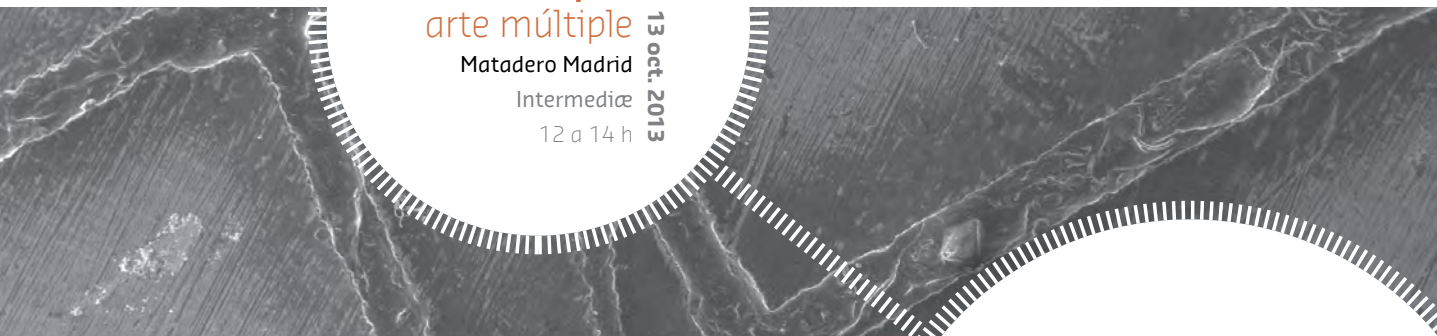 arte múltiple
Matadero Madrid
Intermediæ
12 a 14 h
13 oct. 2013